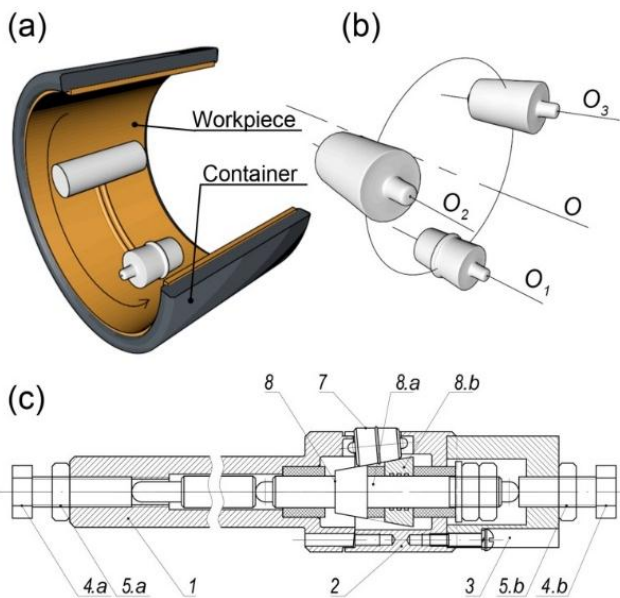 (a)
(b)
Workpiece
Container
O3
O2
O
O1
(c)
8
7
8.a
8.b
4.a
5.a
1
2
3
5.b
4.b